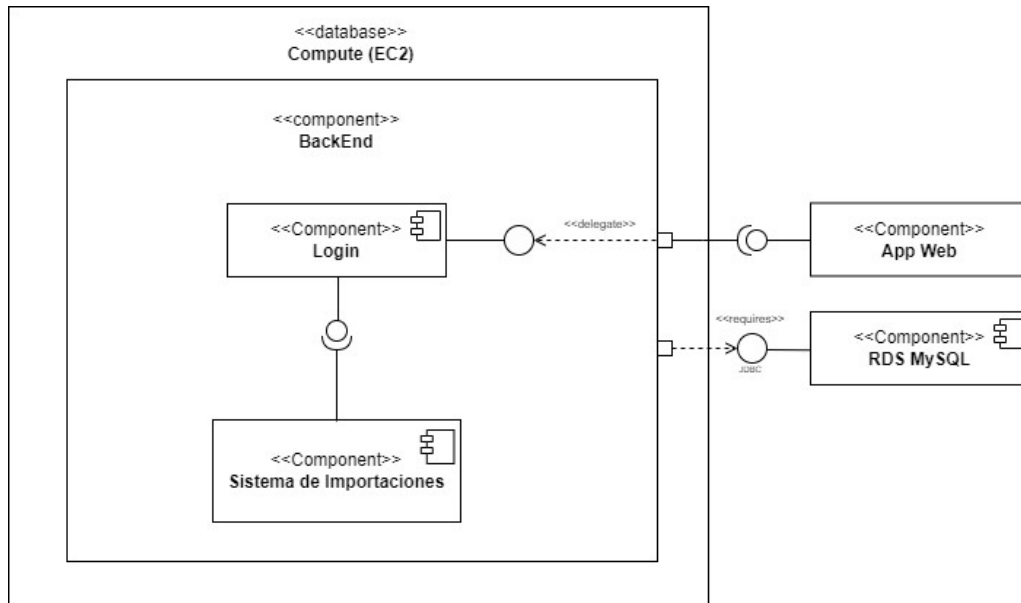 <<database>>
Compute (EC2)
<<component>>
BackEnd
<<Component>>
Login
<<delegate>>
<<Component>>
App Web
<<requires>>
JDBC
<<Component>>
RDS MySQL
<<Component>>
Sistema de Importaciones